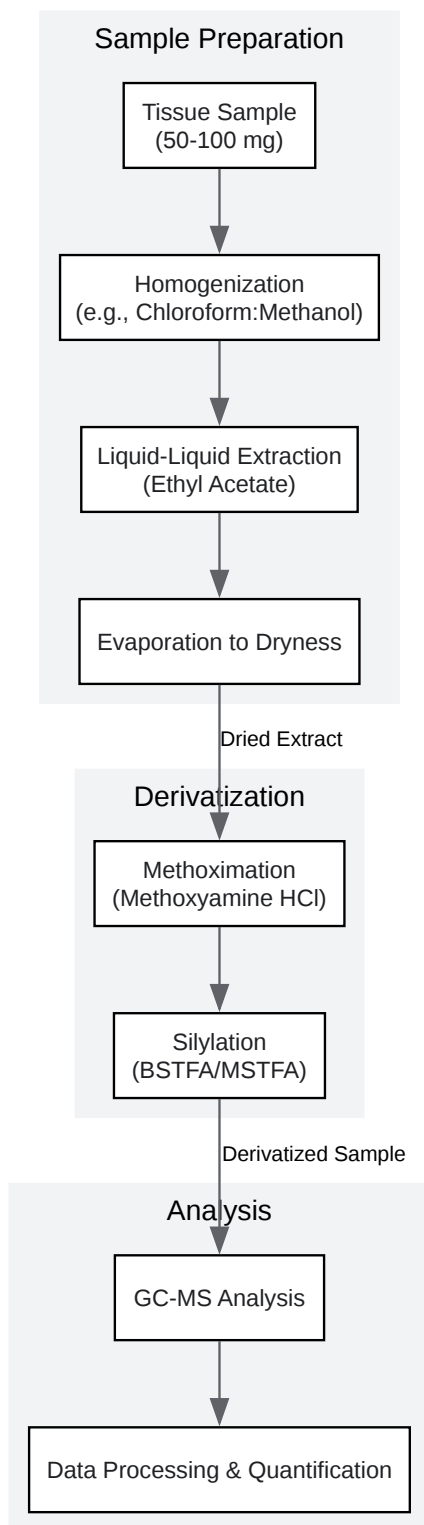 Sample Preparation
Tissue Sample
(50-100 mg)
Homogenization
(e.g., Chloroform:Methanol)
Liquid-Liquid Extraction
(Ethyl Acetate)
Evaporation to Dryness
Dried Extract
Derivatization
Methoximation
(Methoxyamine HCl)
Silylation
(BSTFA/MSTFA)
Derivatized Sample
Analysis
GC-MS Analysis
Data Processing & Quantification